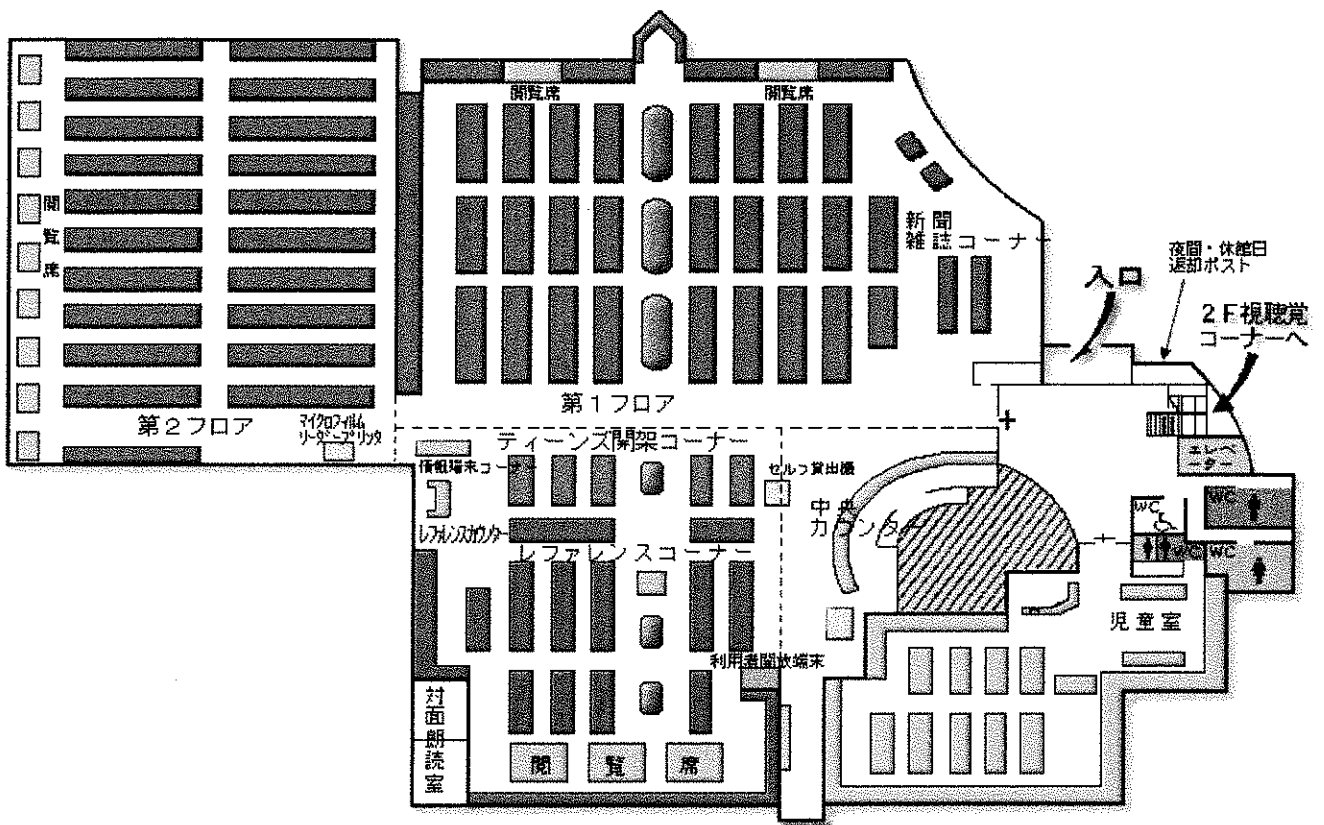 閲覧席
閲覧席
閲覧席
新聞
雑誌コーナー
夜間・休館日
返却ポスト
入口
2F視聴覚
コーナーへ
第1フロア
第2フロア
マイクロフィルム
リーダープリンタ
ティーンズ開架コーナー
情報端末コーナー
セルフ貸出機
エレベ
ーター
中央
カウンター
WC
WC
WC
WC
レファレンスカウンター
レファレンスコーナー
児童室
利用者開放端末
対面朗読室
閲覧席